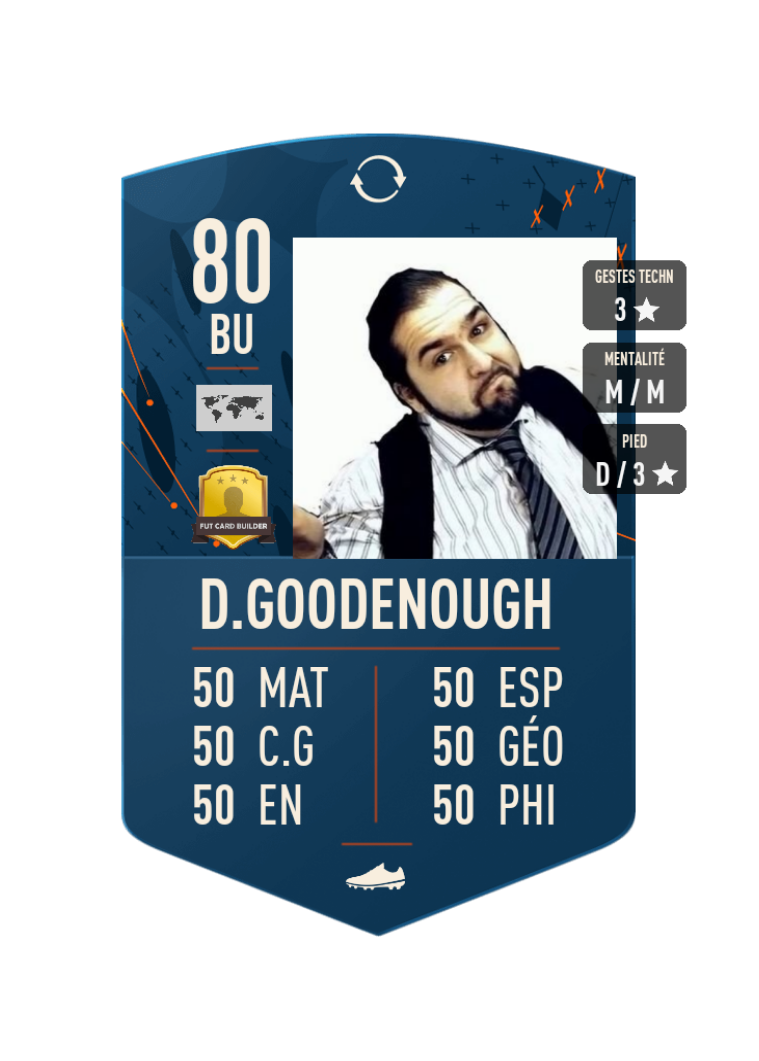 80
BU
GESTES TECHN
3 ★
MENTALITÉ
M / M
PIED
D / 3 ★
FUT CARD BUILDER
D.GOODENOUGH
50 MAT
50 ESP
50 C.G
50 GÉO
50 EN
50 PHI